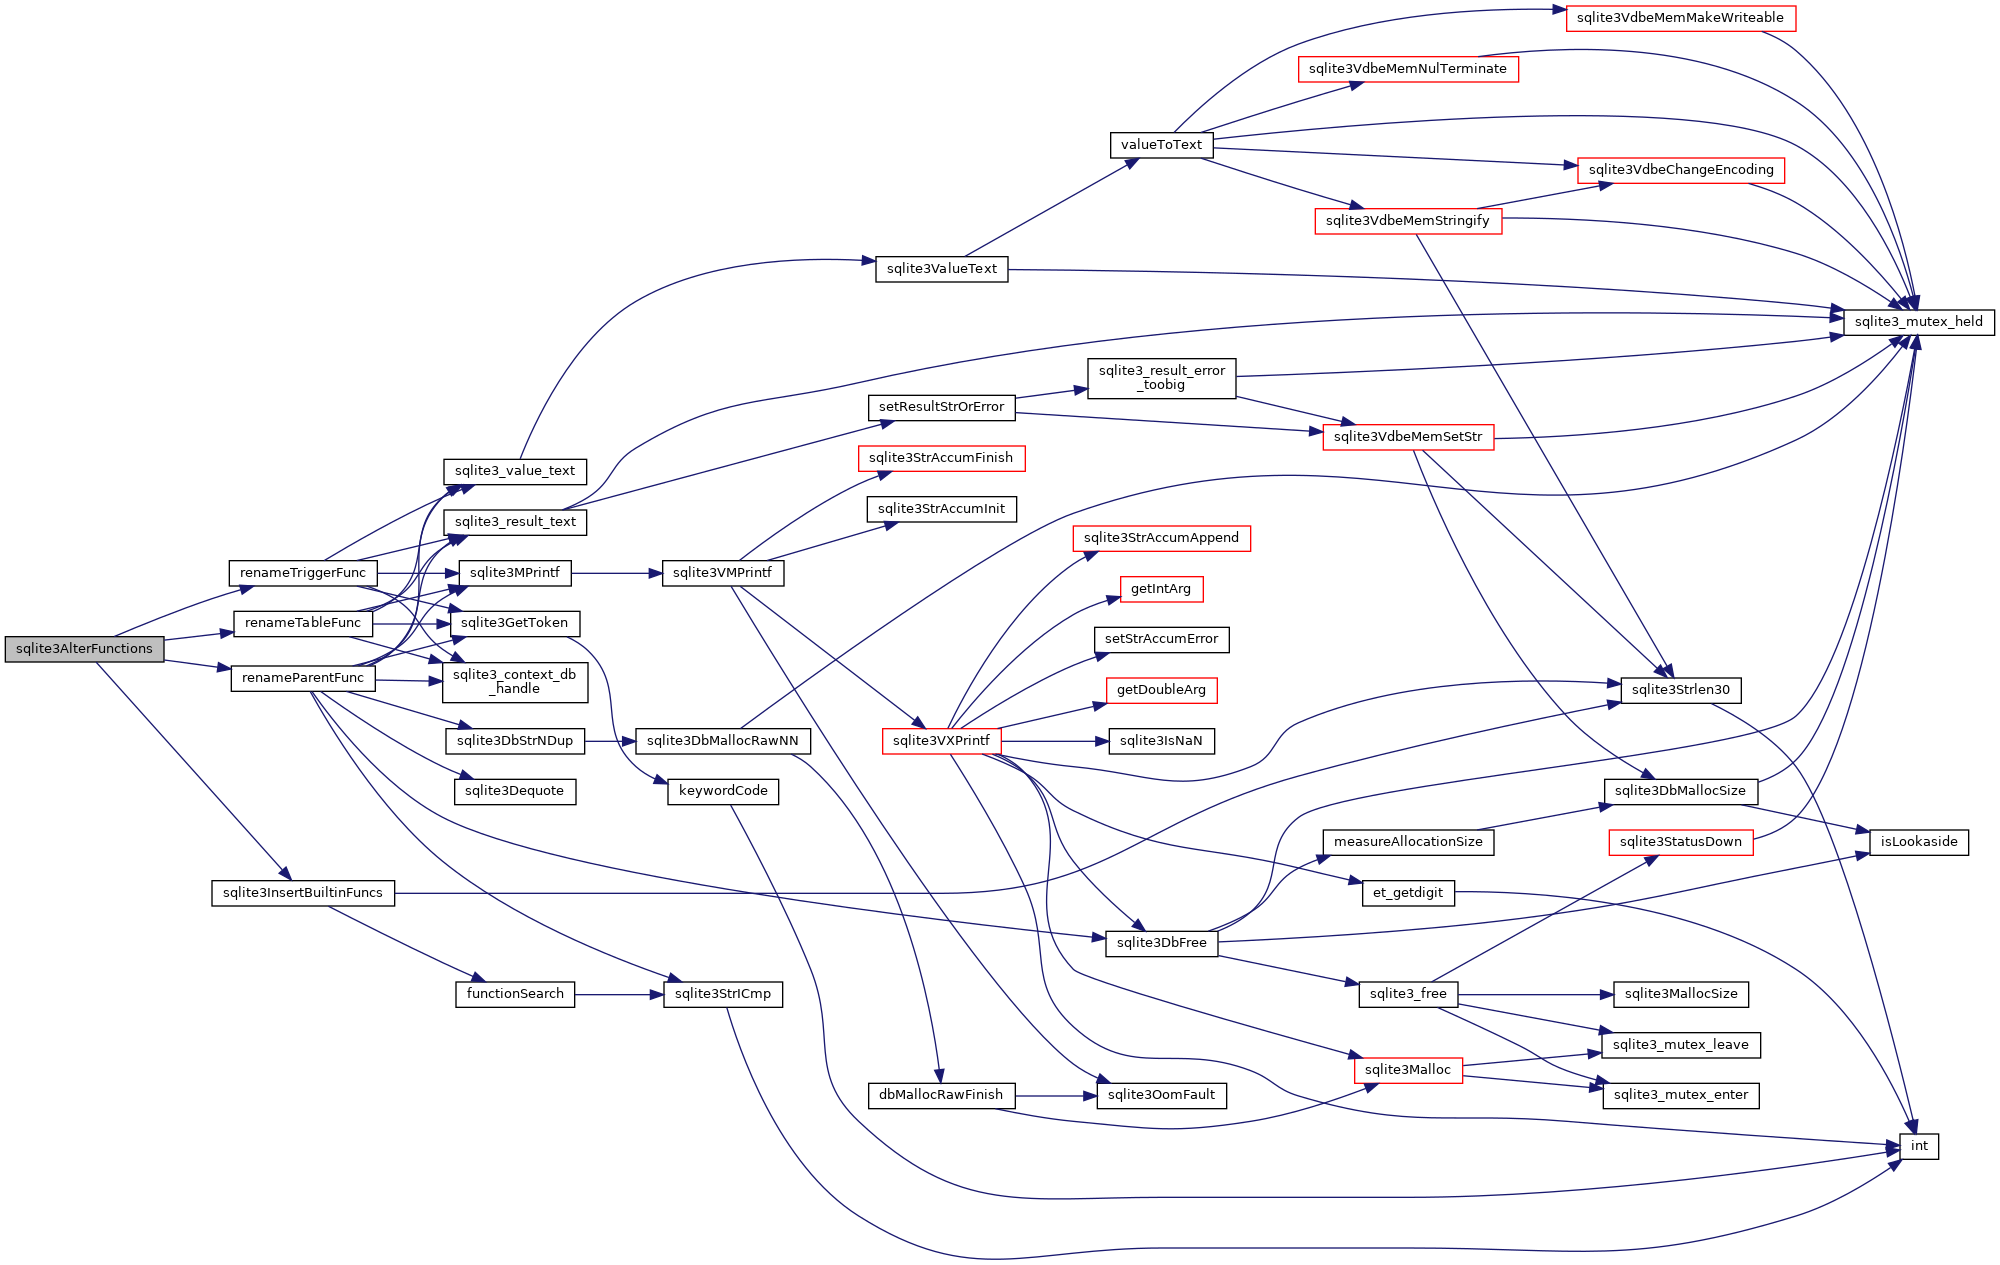 sqlite3VdbeMemMakeWriteable
sqlite3VdbeMemNulTerminate
valueToText
sqlite3VdbeChangeEncoding
sqlite3VdbeMemStringify
sqlite3ValueText
sqlite3_mutex_held
sqlite3_result_error
_toobig
setResultStrOrError
sqlite3VdbeMemSetStr
sqlite3StrAccumFinish
sqlite3_value_text
sqlite3StrAccumInit
sqlite3_result_text
sqlite3StrAccumAppend
renameTriggerFunc
sqlite3MPrintf
sqlite3VMPrintf
getIntArg
renameTableFunc
sqlite3GetToken
setStrAccumError
sqlite3AlterFunctions
renameParentFunc
sqlite3_context_db
_handle
getDoubleArg
sqlite3Strlen30
sqlite3DbStrNDup
sqlite3DbMallocRawNN
sqlite3VXPrintf
sqlite3IsNaN
sqlite3Dequote
keywordCode
sqlite3DbMallocSize
measureAllocationSize
sqlite3StatusDown
isLookaside
sqlite3InsertBuiltinFuncs
et_getdigit
sqlite3DbFree
functionSearch
sqlite3StrICmp
sqlite3_free
sqlite3MallocSize
sqlite3_mutex_leave
sqlite3Malloc
dbMallocRawFinish
sqlite3OomFault
sqlite3_mutex_enter
int